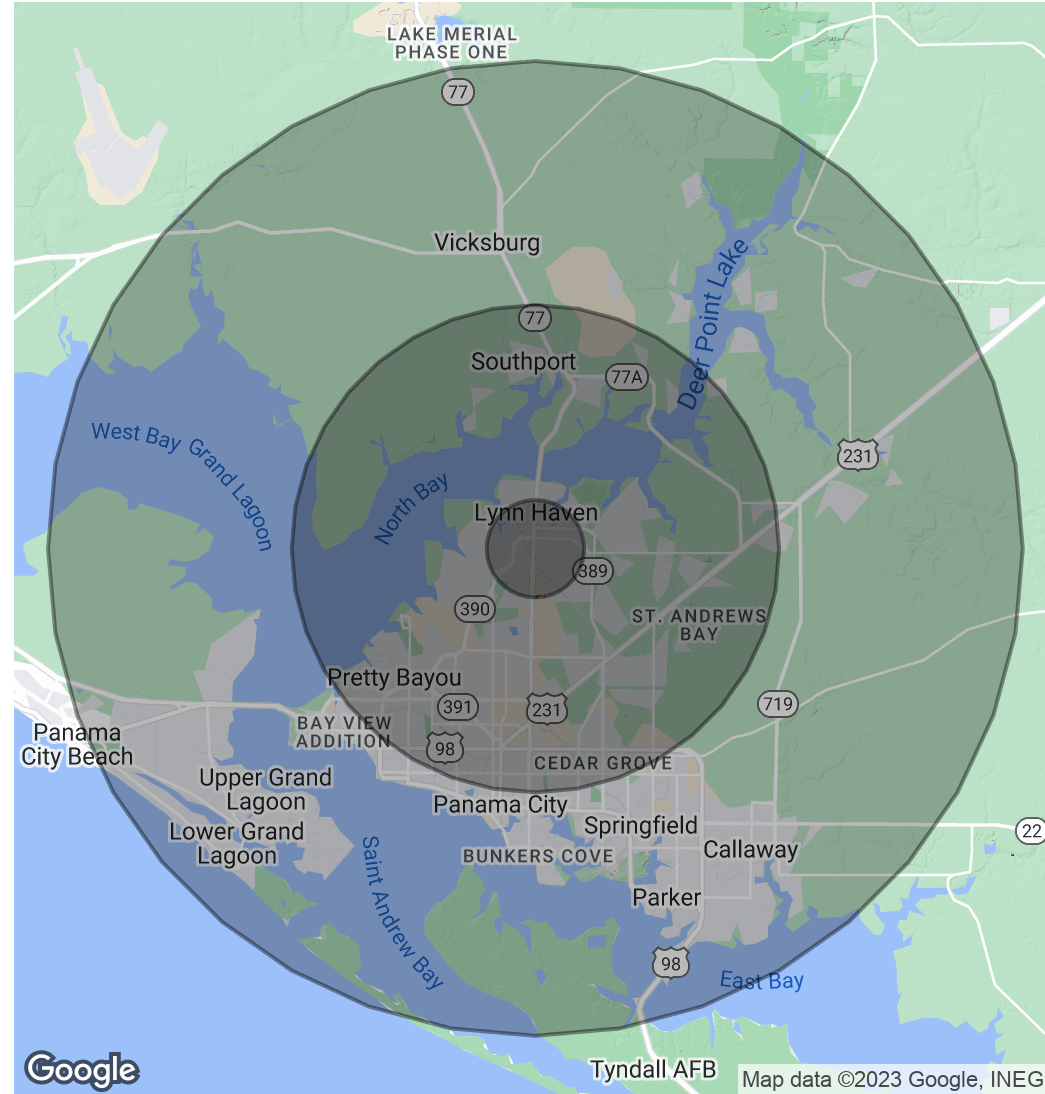 LAKE MERIAL
PHASE ONE
77
Vicksburg
77
Southport
77A
Deer Point Lake
West Bay Grand Lagoon
231
North Bay
Lynn Haven
389
390
ST. ANDREWS
BAY
Pretty Bayou
391
231
719
BAY VIEW
ADDITION
98
Panama
City Beach
CEDAR GROVE
Upper Grand
Lagoon
Panama City
Lower Grand
Lagoon
Springfield
22
Callaway
BUNKERS COVE
Saint Andrew Bay
Parker
98
East Bay
Tyndall AFB
Google
Map data ©2023 Google, INEG